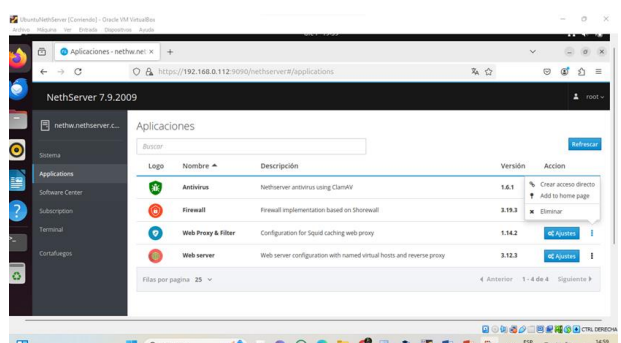 UbuntuNethServer [Corriendo] - Oracle VM VirtualBox
Archivo Máquina Ver Entrada Dispositivos Ayuda
Aplicaciones - nethw.net × +
https://192.168.0.112:9090/nethserver#/applications
NethServer 7.9.2009
root
nethw.nethserver.c...
Aplicaciones
Buscar
Refrescar
Sistema
Logo Nombre Descripción Versión Accion
Aplicaciones
Antivirus Nethserver antivirus using ClamAV 1.6.1
Crear acceso directo
Add to home page
Software Center
Eliminar
Subscription
Firewall Firewall implementation based on Shorewall 3.19.3
Terminal
Web Proxy & Filter Configuration for Squid caching web proxy 1.14.2 Ajustes
Cortafuegos
Web server Web server configuration with named virtual hosts and reverse proxy 3.12.3 Ajustes
Filas por pagina 25 Anterior 1 - 4 de 4 Siguiente
CTRL DERECHA
ESP 14:59